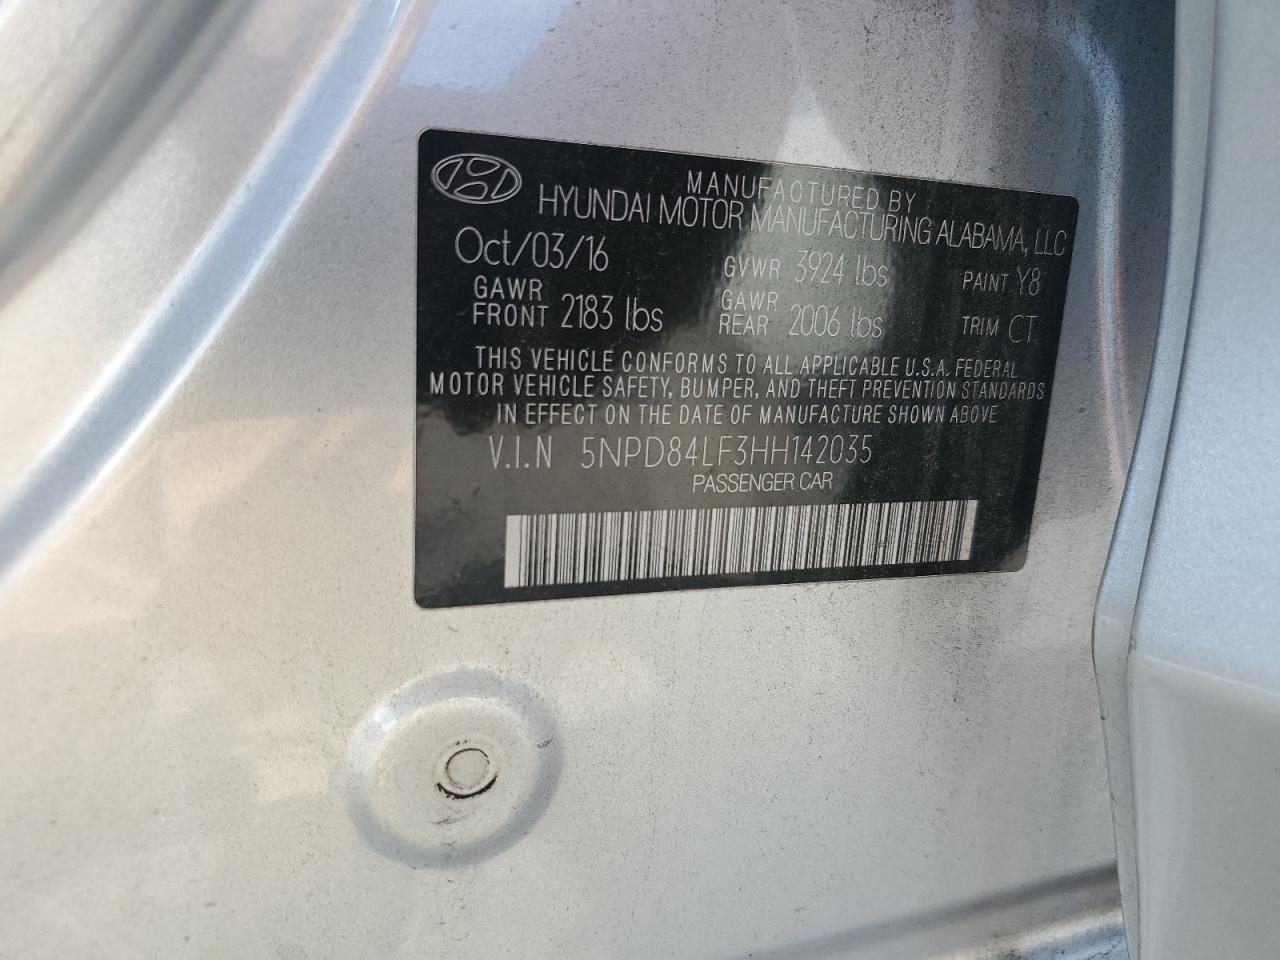 MANUFACTURED BY
HYUNDAI MOTOR MANUFACTURING ALABAMA, LLC
Oct/03/16 GVWR 3924 lbs PAINT Y8
GAWR FRONT 2183 lbs GAWR REAR 2006 lbs TRIM CT
THIS VEHICLE CONFORMS TO ALL APPLICABLE U.S.A. FEDERAL
MOTOR VEHICLE SAFETY, BUMPER, AND THEFT PREVENTION STANDARDS
IN EFFECT ON THE DATE OF MANUFACTURE SHOWN ABOVE
V.I.N 5NPD84LF3HH142035
PASSENGER CAR